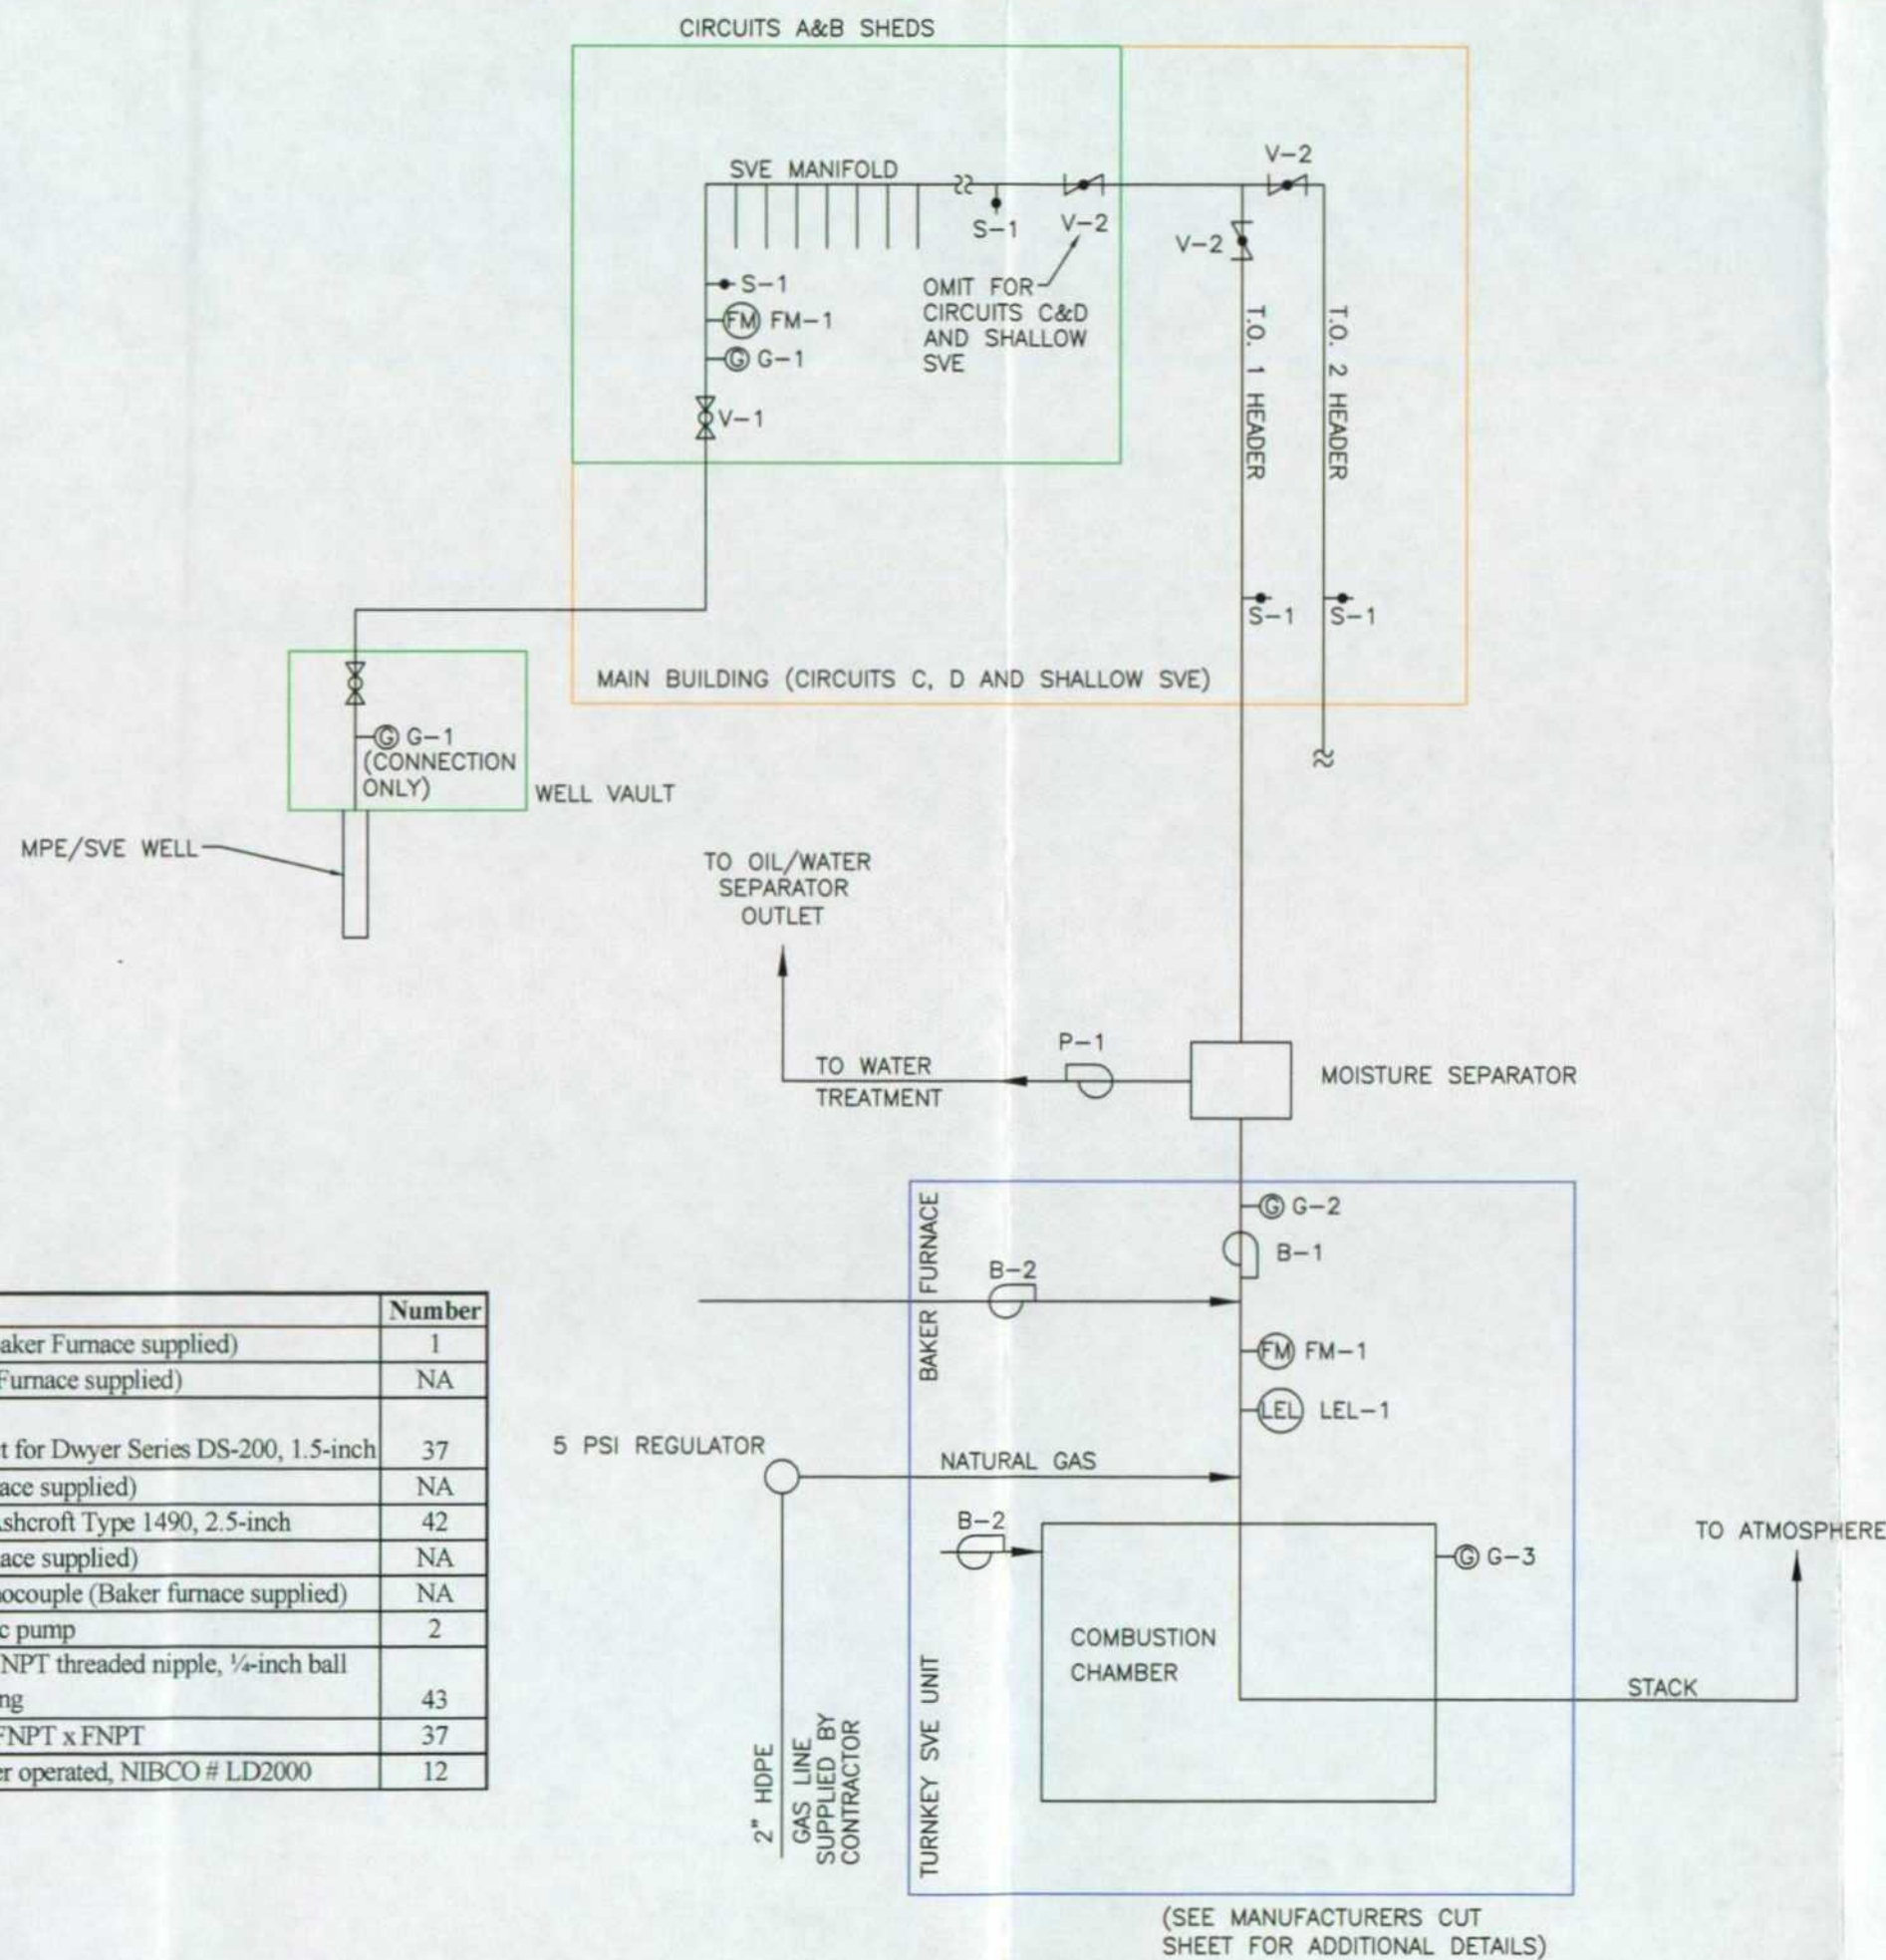 CIRCUITS A&B SHEDS
SVE MANIFOLD
V-2
S-1
V-2
V-2
S-1
FM FM-1
G G-1
V-1
OMIT FOR
CIRCUITS C&D
AND SHALLOW
SVE
T.O. 1 HEADER
T.O. 2 HEADER
S-1
S-1
MAIN BUILDING (CIRCUITS C, D AND SHALLOW SVE)
G G-1
(CONNECTION
ONLY)
WELL VAULT
MPE/SVE WELL
TO OIL/WATER
SEPARATOR
OUTLET
P-1
TO WATER
TREATMENT
MOISTURE SEPARATOR
BAKER FURNACE
G G-2
B-1
B-2
FM FM-1
LEL LEL-1
5 PSI REGULATOR
NATURAL GAS
B-2
G G-3
TO ATMOSPHERE
COMBUSTION
CHAMBER
STACK
TURNKEY SVE UNIT
2" HDPE
GAS LINE
SUPPLIED BY
CONTRACTOR
(SEE MANUFACTURERS CUT
SHEET FOR ADDITIONAL DETAILS)
Number
aker Furnace supplied) 1
Furnace supplied) NA
t for Dwyer Series DS-200, 1.5-inch 37
ace supplied) NA
Ashcroft Type 1490, 2.5-inch 42
ace supplied) NA
nocouple (Baker furnace supplied) NA
c pump 2
NPT threaded nipple, ¼-inch ball
ng 43
FNPT x FNPT 37
er operated, NIBCO # LD2000 12